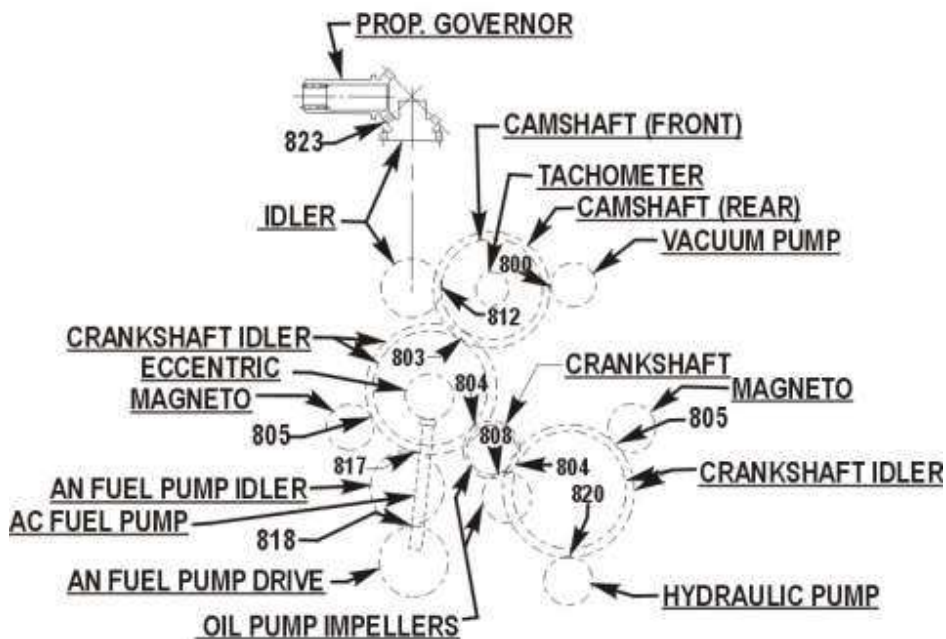 PROP. GOVERNOR
823
CAMSHAFT (FRONT)
TACHOMETER
IDLER
CAMSHAFT (REAR)
VACUUM PUMP
800
812
CRANKSHAFT IDLER
803
ECCENTRIC
804
CRANKSHAFT
MAGNETO
MAGNETO
805
805
808
817
804
CRANKSHAFT IDLER
AN FUEL PUMP IDLER
820
AC FUEL PUMP
818
AN FUEL PUMP DRIVE
HYDRAULIC PUMP
OIL PUMP IMPELLERS